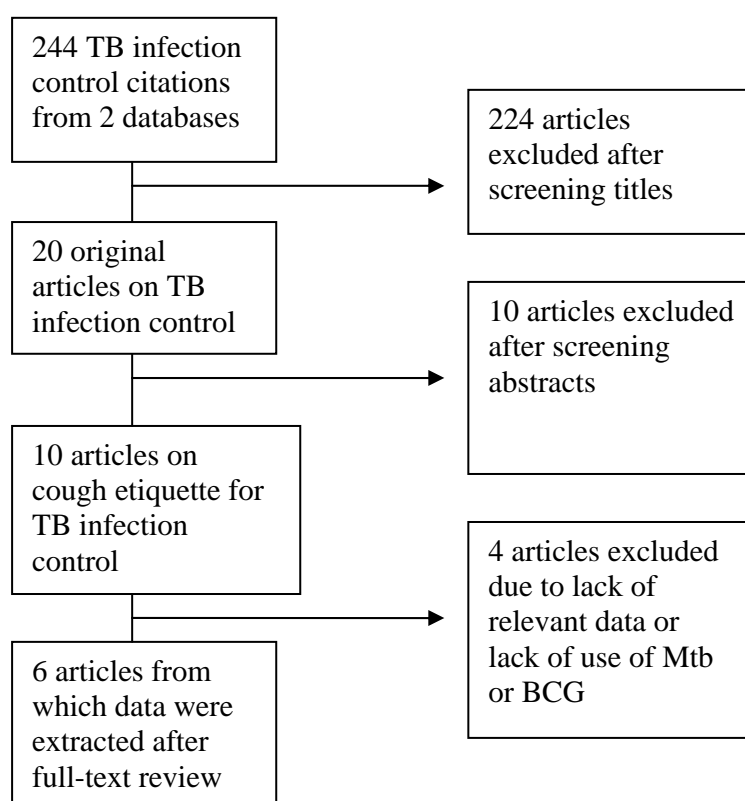 244 TB infection
control citations
from 2 databases
224 articles
excluded after
screening titles
20 original
articles on TB
infection control
10 articles excluded
after screening
abstracts
10 articles on
cough etiquette for
TB infection
control
4 articles excluded
due to lack of
relevant data or
lack of use of Mtb
or BCG
6 articles from
which data were
extracted after
full-text review